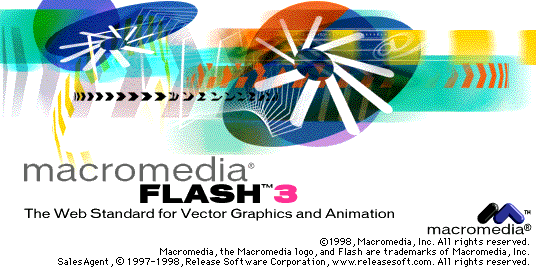 macromedia®
FLASH™3
The Web Standard for Vector Graphics and Animation
macromedia®
©1998, Macromedia, Inc. All rights reserved.
Macromedia, the Macromedia logo, and Flash are trademarks of Macromedia, Inc.
SalesAgent, © 1997-1998, Release Software Corporation, www.releasesoft.com. All rights reserved.